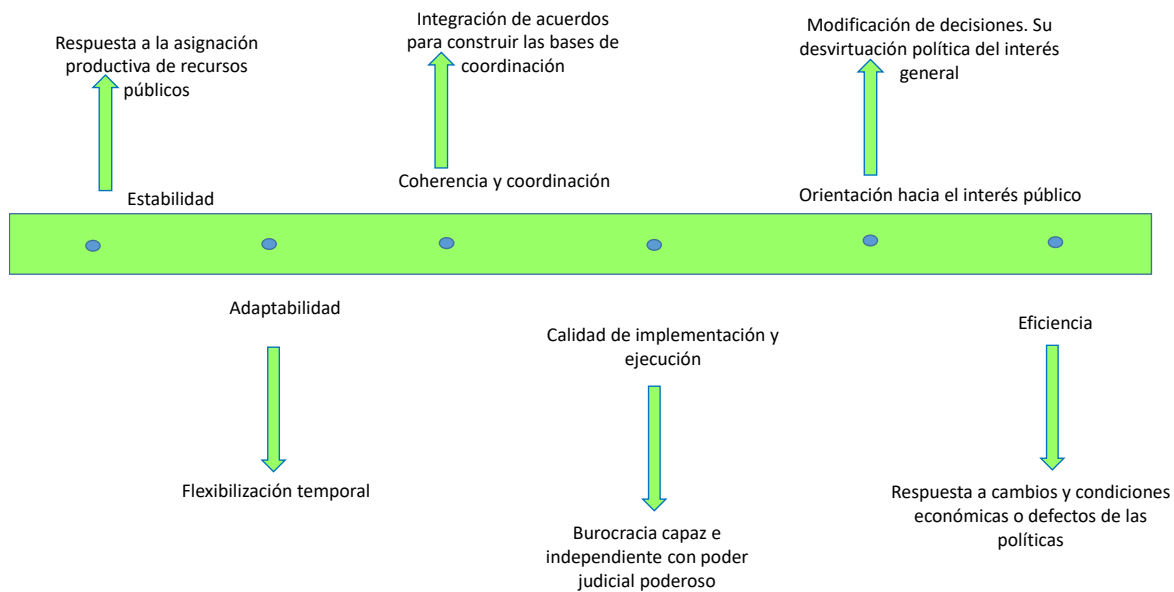 Respuesta a la asignación
productiva de recursos
públicos
Integración de acuerdos
para construir las bases de
coordinación
Modificación de decisiones. Su
desvirtuación política del interés
general
Estabilidad
Coherencia y coordinación
Orientación hacia el interés público
Adaptabilidad
Calidad de implementación y
ejecución
Eficiencia
Flexibilización temporal
Burocracia capaz e
independiente con poder
judicial poderoso
Respuesta a cambios y condiciones
económicas o defectos de las
políticas